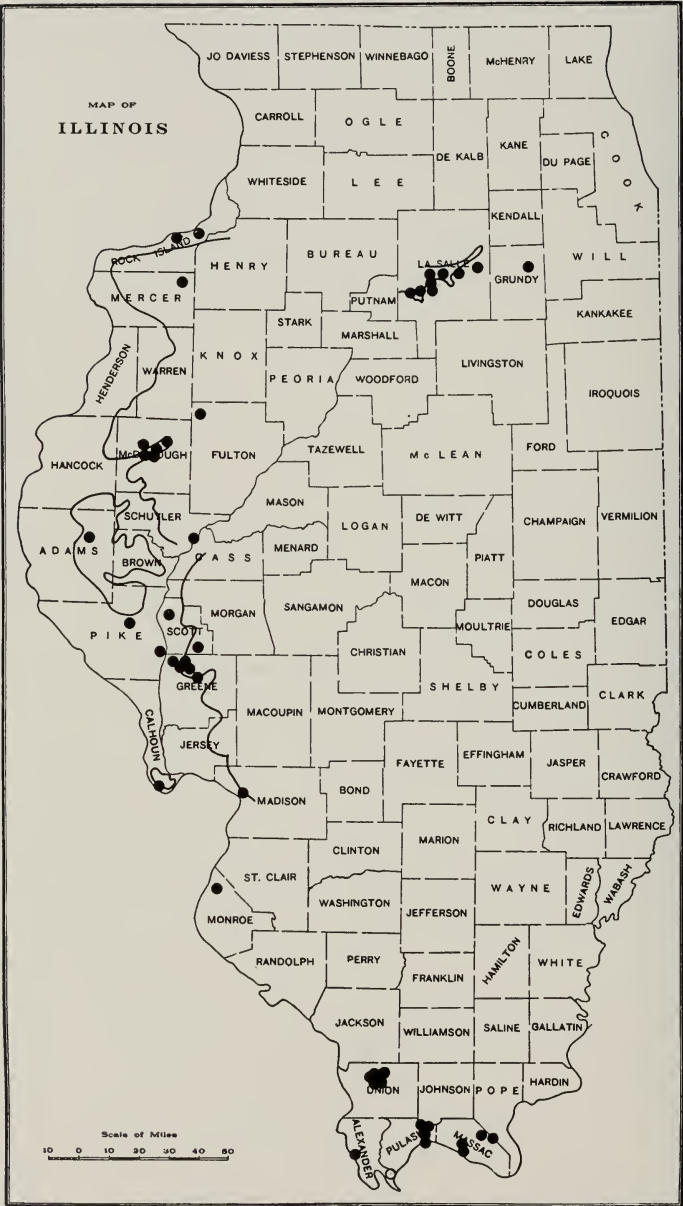 MAP OF
ILLINOIS
JO DAVIESS
STEPHENSON
WINNEBAGO
BOONE
McHENRY
LAKE
CARROLL
OGLE
DE KALB
KANE
COOK
DU PAGE
WHITESIDE
LEE
KENDALL
ROCK ISLAND
HENRY
BUREAU
LA SALLE
GRUNDY
WILL
MERCER
PUTNAM
KANKAKEE
STARK
MARSHALL
HENDERSON
WARREN
KNOX
PEORIA
WOODFORD
LIVINGSTON
IROQUOIS
HANCOCK
FULTON
TAZEWELL
McLEAN
FORD
SCHUYLER
MASON
LOGAN
DE WITT
CHAMPAIGN
VERMILION
ADAMS
BROWN
CASS
MENARD
PIATT
MACON
PIKE
SCOTT
MORGAN
SANGAMON
MOULTRIE
DOUGLAS
EDGAR
CHRISTIAN
COLES
GREENE
SHELBY
CALHOUN
MACOUPIN
MONTGOMERY
CUMBERLAND
CLARK
JERSEY
FAYETTE
EFFINGHAM
JASPER
CRAWFORD
MADISON
BOND
CLAY
RICHLAND
LAWRENCE
MARION
CLINTON
ST. CLAIR
WAYNE
EDWARDS
WABASH
MONROE
WASHINGTON
JEFFERSON
RANDOLPH
PERRY
HAMILTON
WHITE
FRANKLIN
JACKSON
WILLIAMSON
SALINE
GALLATIN
UNION
JOHNSON
POPE
HARDIN
ALEXANDER
MASSAC
Scale of Miles
10 0 10 20 30 40 50